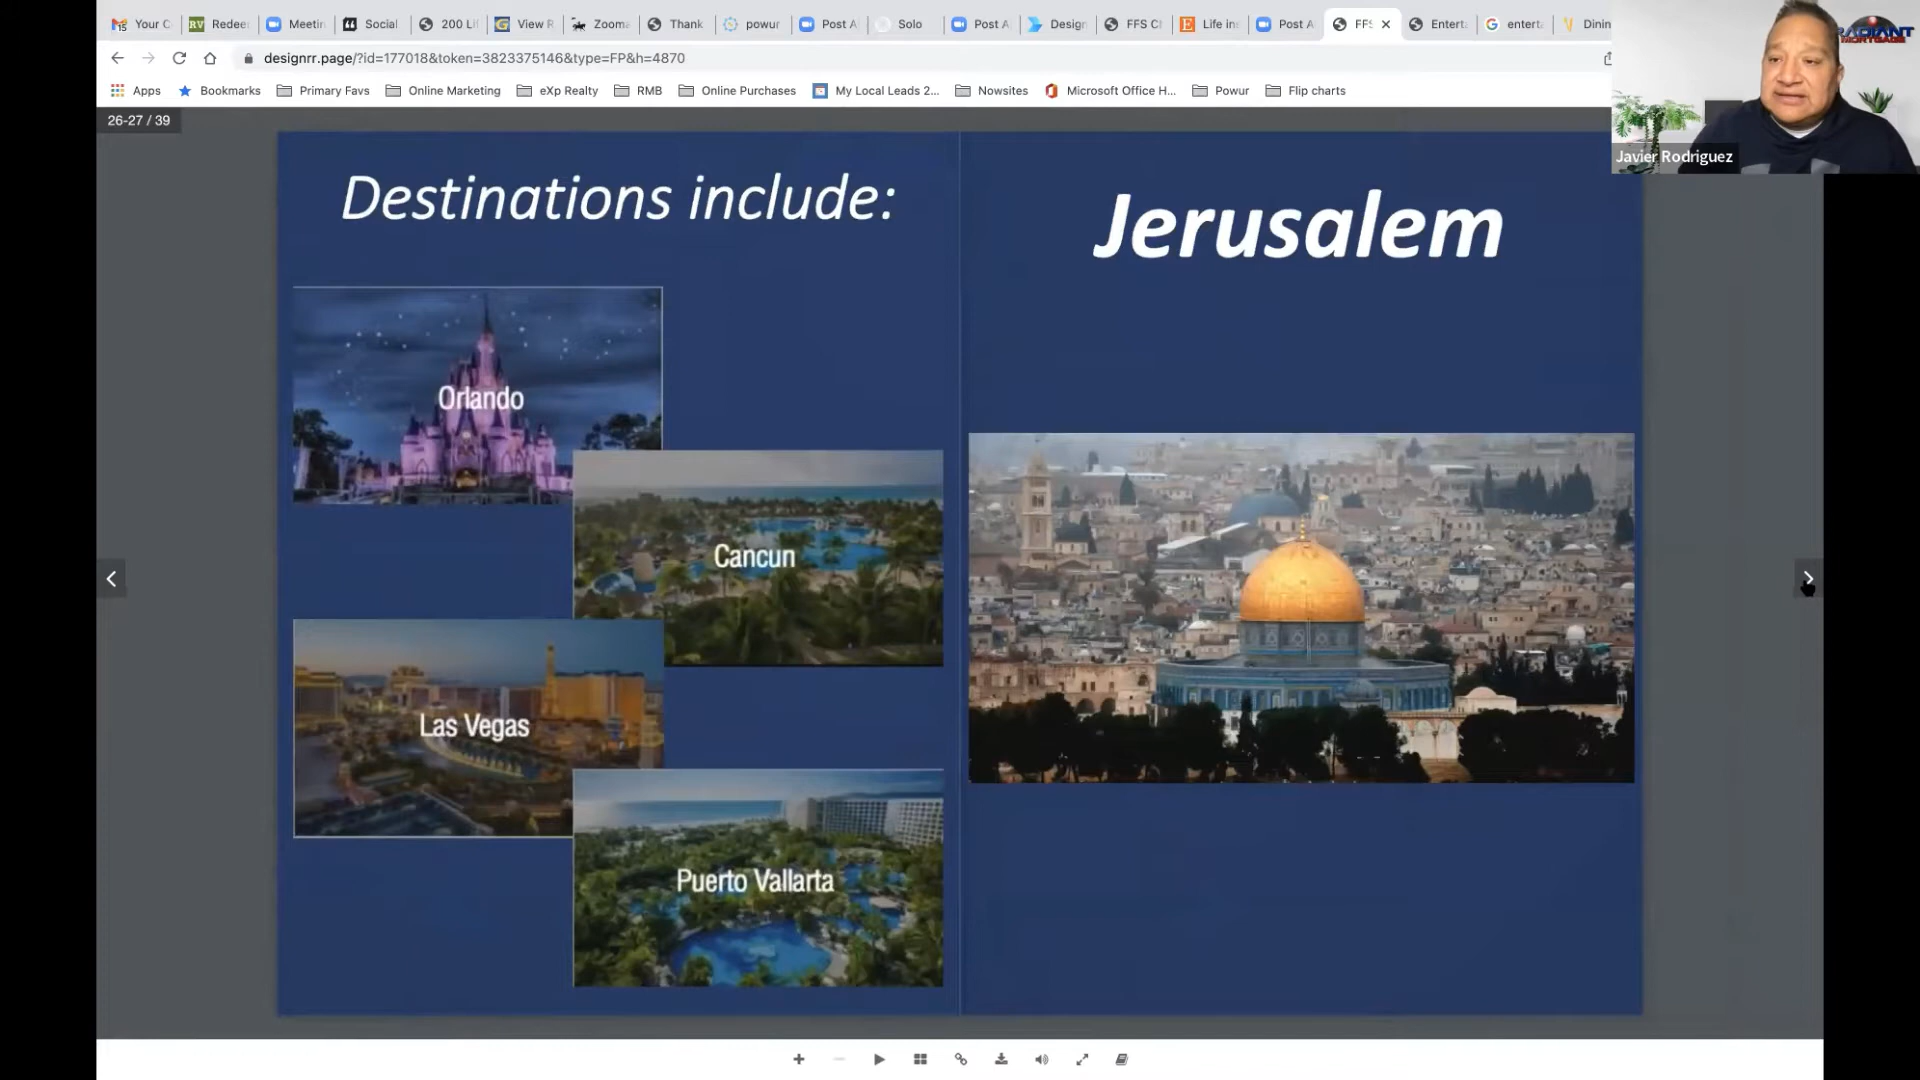 Your C
Redeer
Meetin
Social
200 Li
View R
Zoom
Thank
powur
Post A
Solo
Post A
Design
FFS C
Life in
Post A
FFS
Entert
entert
Dinin
designrr.page/?id=177018&token=3823375146&type=FP&h=4870
Apps
Bookmarks
Primary Favs
Online Marketing
eXp Realty
RMB
Online Purchases
My Local Leads 2...
Nowsites
Microsoft Office H...
Powur
Flip charts
RADIANT
MORTGAGE
Javier Rodriguez
26-27 / 39
Destinations include:
Orlando
Cancun
Las Vegas
Puerto Vallarta
Jerusalem